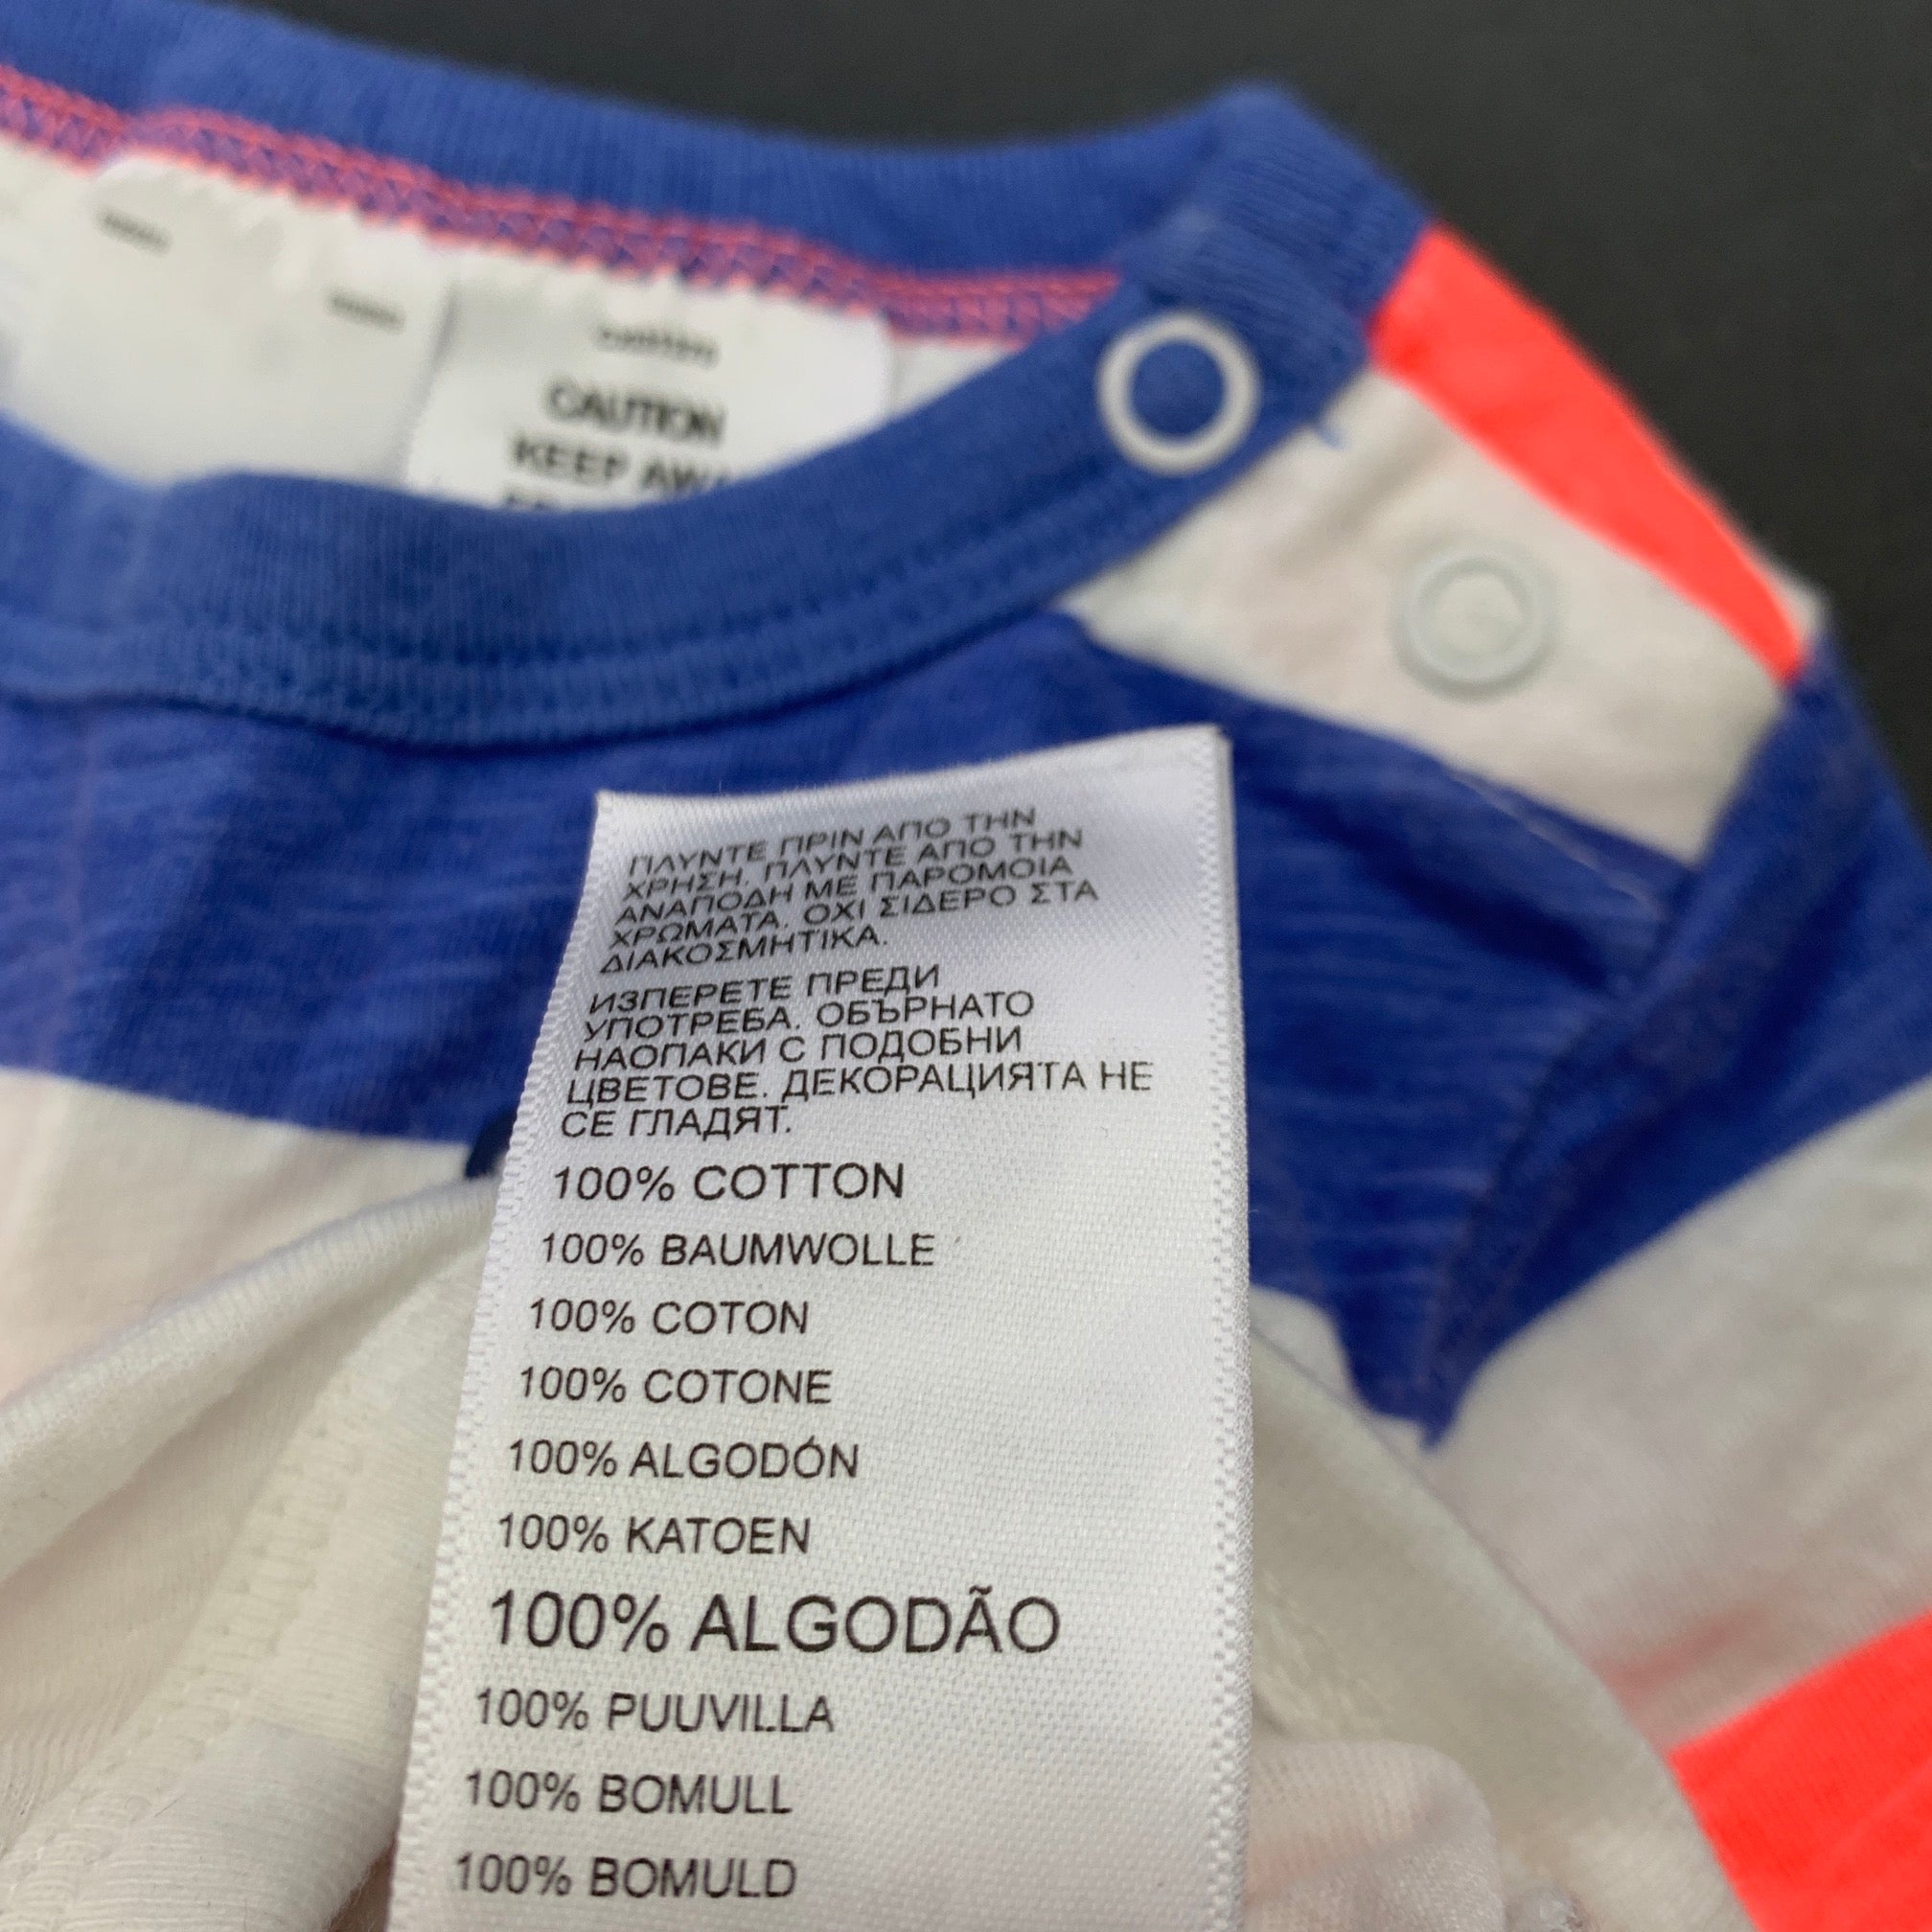 CAUTION
KEEP
ΠΛΥΝΤΕ ΠΡΙΝ ΑΠΟ ΤΗΝ
ΧΡΗΣΗ. ΠΛΥΝΤΕ ΑΠΟ ΤΗΝ
ΑΝΑΠΟΔΗ ΜΕ ΠΑΡΟΜΟΙΑ
ΧΡΩΜΑΤΑ. ΟΧΙ ΣΙΔΕΡΟ ΣΤΑ
ΔΙΑΚΟΣΜΗΤΙΚΑ.
ИЗПЕРЕТЕ ПРЕДИ
УПОТРЕБА. ОБЪРНАТО
НАОПАКИ С ПОДОБНИ
ЦВЕТОВЕ. ДЕКОРАЦИЯТА НЕ
СЕ ГЛАДЯТ.
100% COTTON
100% BAUMWOLLE
100% COTON
100% COTONE
100% ALGODÓN
100% KATOEN
100% ALGODÃO
100% PUUVILLA
100% BOMULL
100% BOMULD